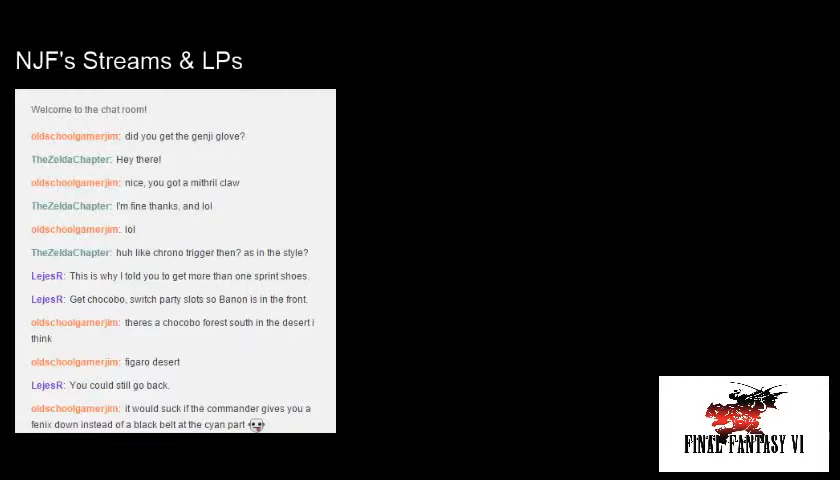 NJF's Streams & LPs
Welcome to the chat room!
oldschoolgamerjim: did you get the genji glove?
TheZeldaChapter: Hey there!
oldschoolgamerjim: nice, you got a mithril claw
TheZeldaChapter: I'm fine thanks, and lol
oldschoolgamerjim: lol
TheZeldaChapter: huh like chrono trigger then? as in the style?
LejesR: This is why I told you to get more than one sprint shoes.
LejesR: Get chocobo, switch party slots so Banon is in the front.
oldschoolgamerjim: theres a chocobo forest south in the desert i
think
oldschoolgamerjim: figaro desert
LejesR: You could still go back.
oldschoolgamerjim: it would suck if the commander gives you a
fenix down instead of a black belt at the cyan part
FINAL FANTASY VI